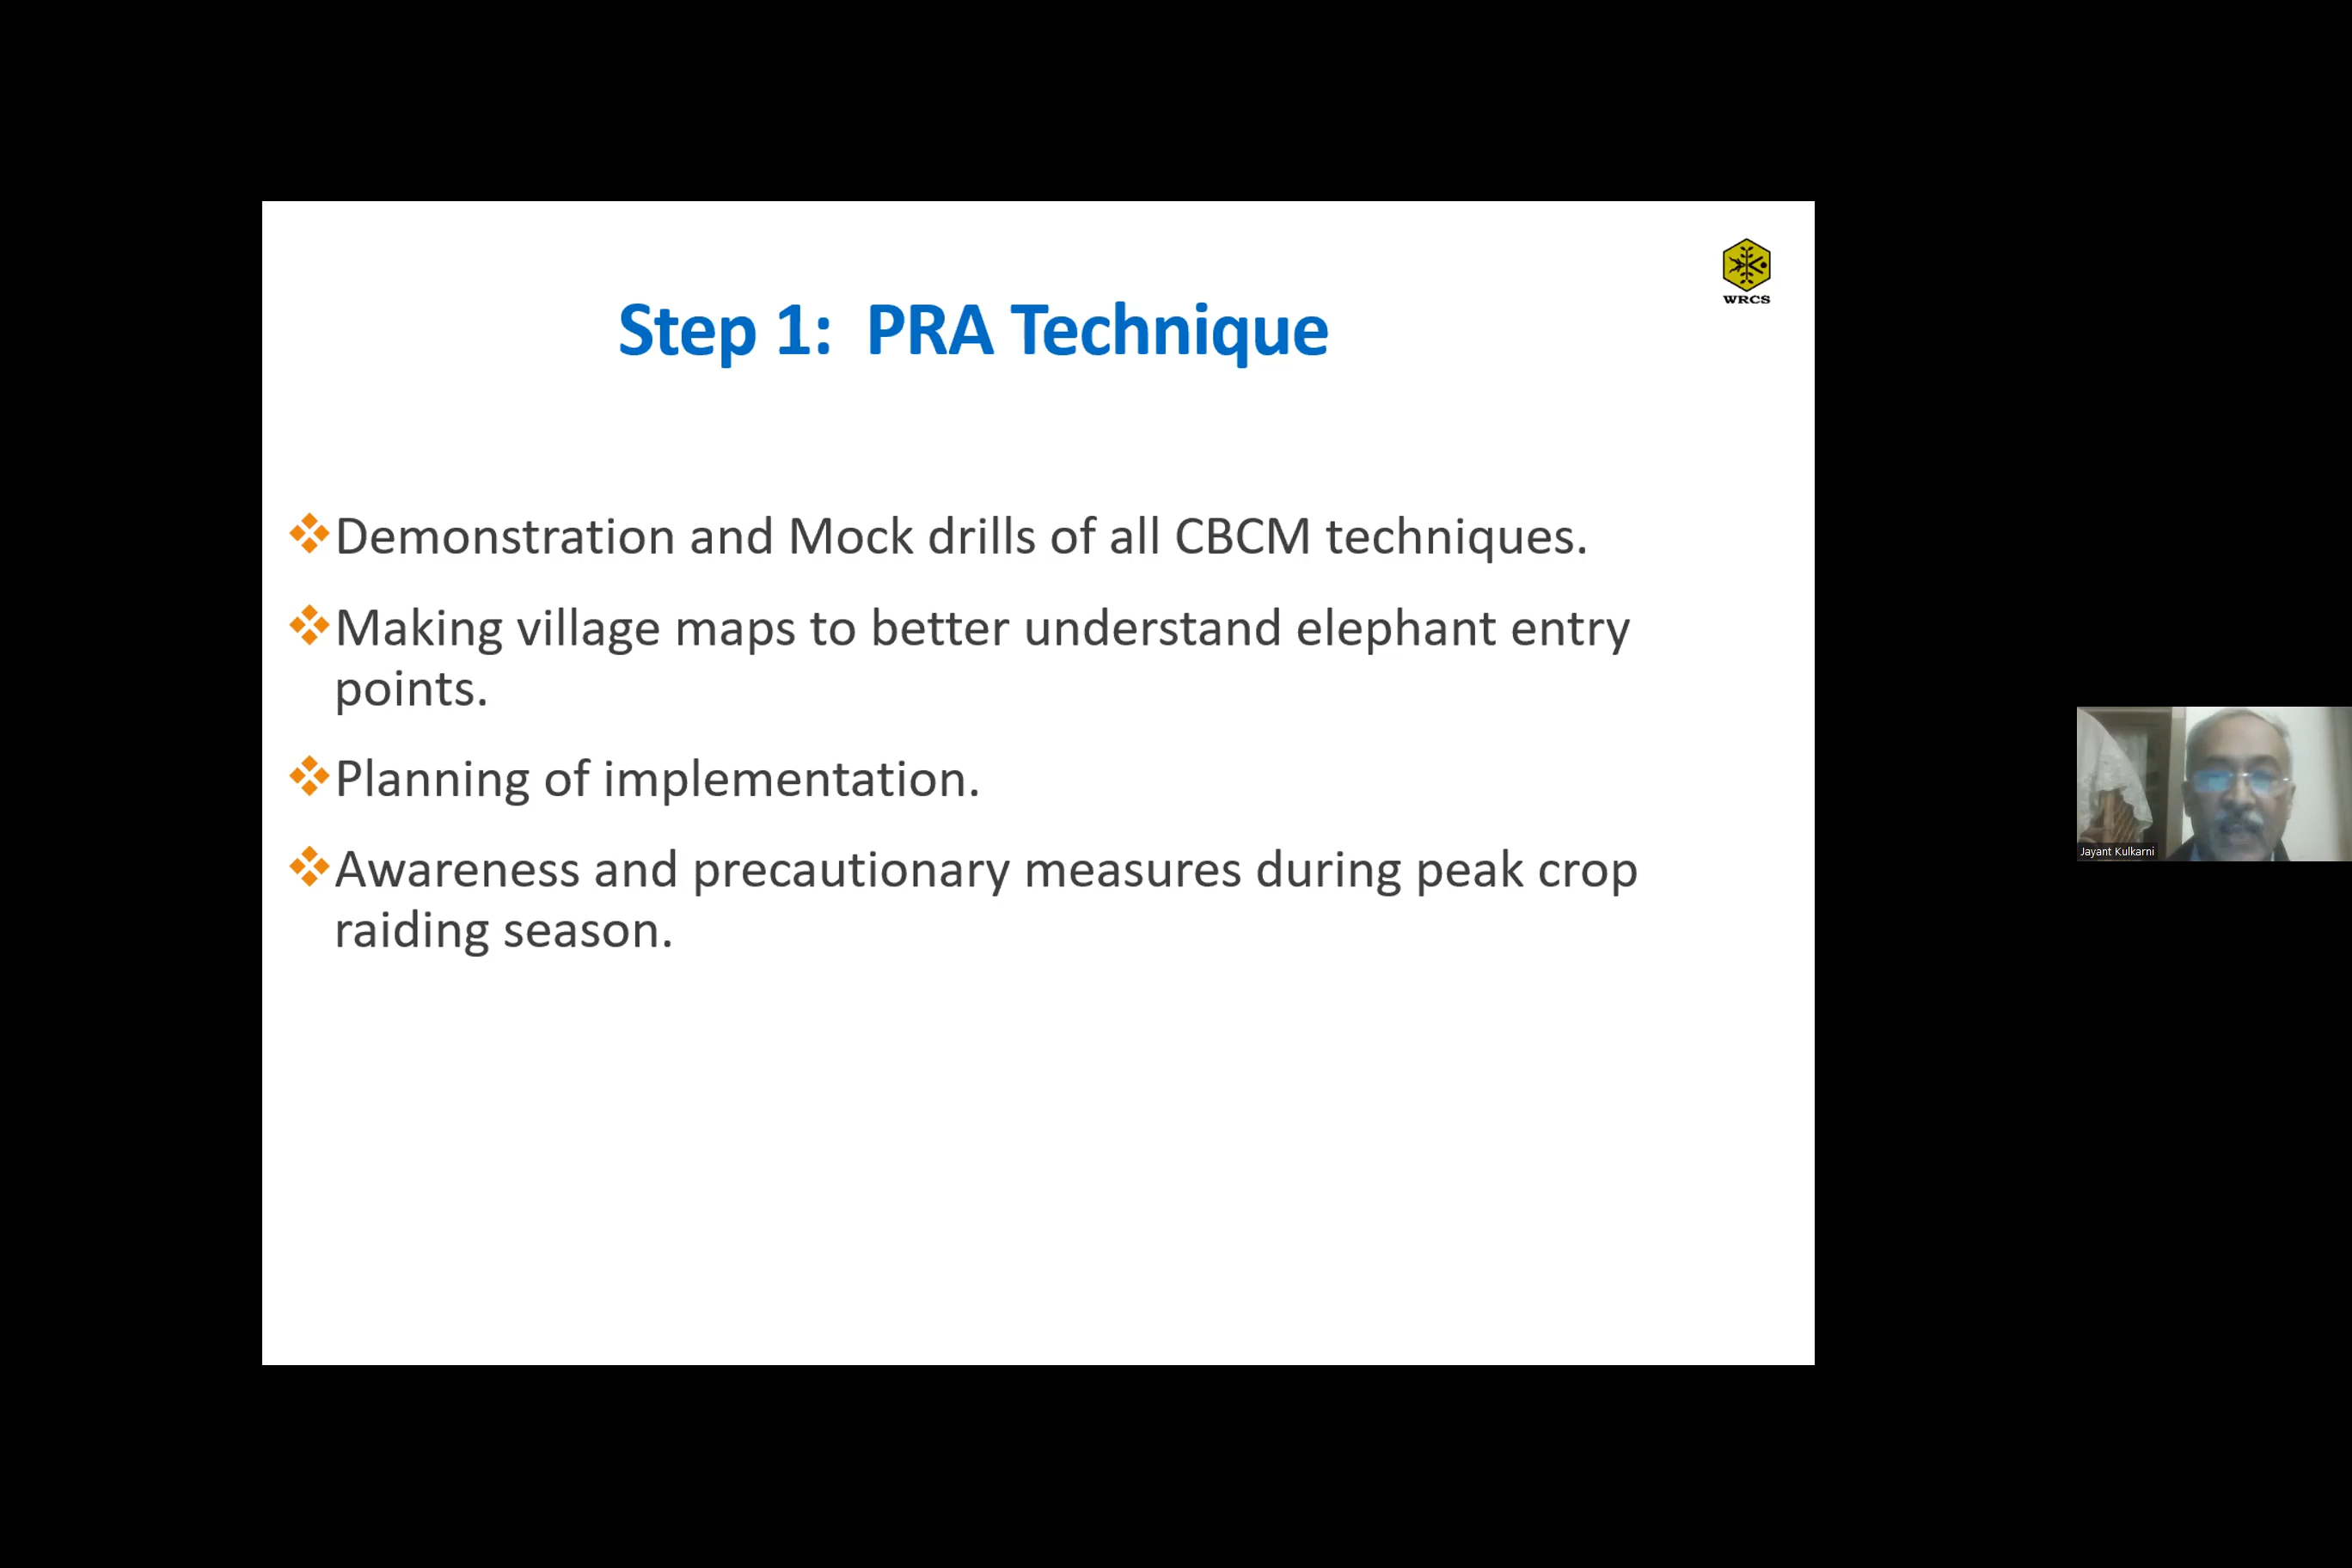 WRCS
Step 1: PRA Technique
Demonstration and Mock drills of all CBCM techniques.
Making village maps to better understand elephant entry
points.
Planning of implementation.
Awareness and precautionary measures during peak crop
raiding season.
Jayant Kulkarni